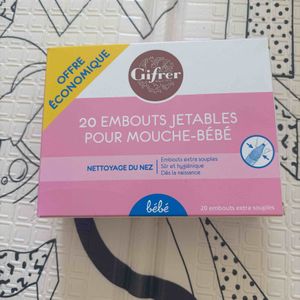 OFFRE
ÉCONOMIQUE
Gifrer
20 EMBOUTS JETABLES
POUR MOUCHE-BÉBÉ
NETTOYAGE DU NEZ
Embouts extra souples
Sûr et hygiénique
Dès la naissance
bébé
20 embouts extra souples